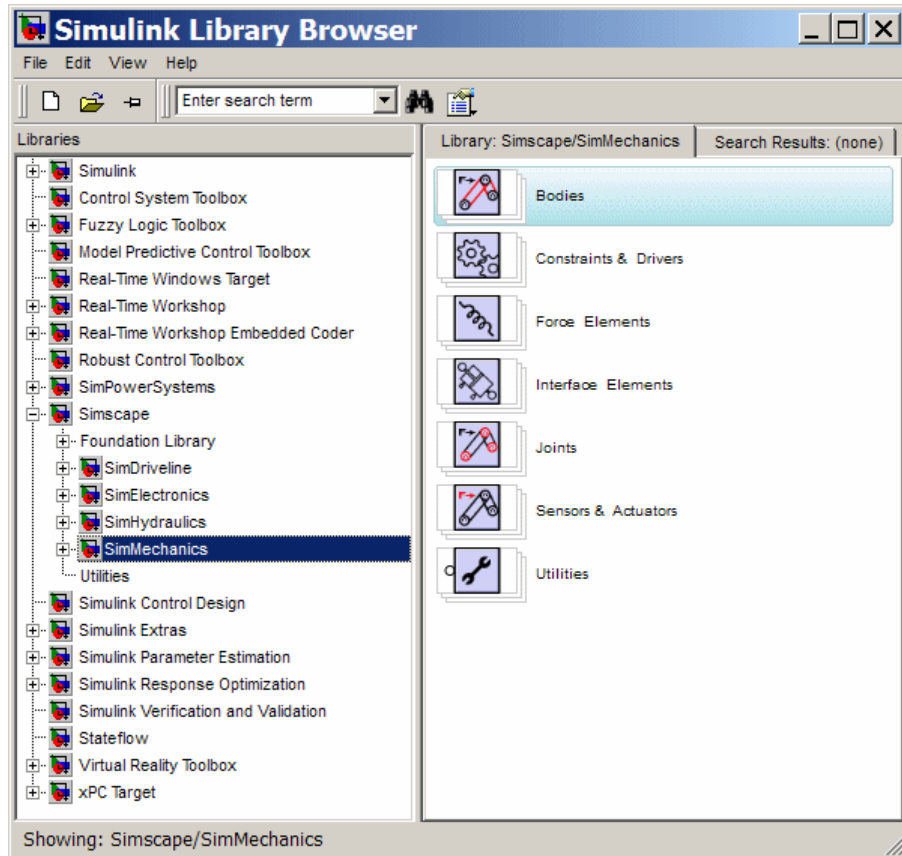 Simulink Library Browser
File Edit View Help
Enter search term
Libraries
Library: Simscape/SimMechanics
Search Results: (none)
Simulink
Control System Toolbox
Fuzzy Logic Toolbox
Model Predictive Control Toolbox
Real-Time Windows Target
Real-Time Workshop
Real-Time Workshop Embedded Coder
Robust Control Toolbox
SimPowerSystems
Simscape
Foundation Library
SimDriveline
SimElectronics
SimHydraulics
SimMechanics
Utilities
Simulink Control Design
Simulink Extras
Simulink Parameter Estimation
Simulink Response Optimization
Simulink Verification and Validation
Stateflow
Virtual Reality Toolbox
xPC Target
Bodies
Constraints & Drivers
Force Elements
Interface Elements
Joints
Sensors & Actuators
Utilities
Showing: Simscape/SimMechanics